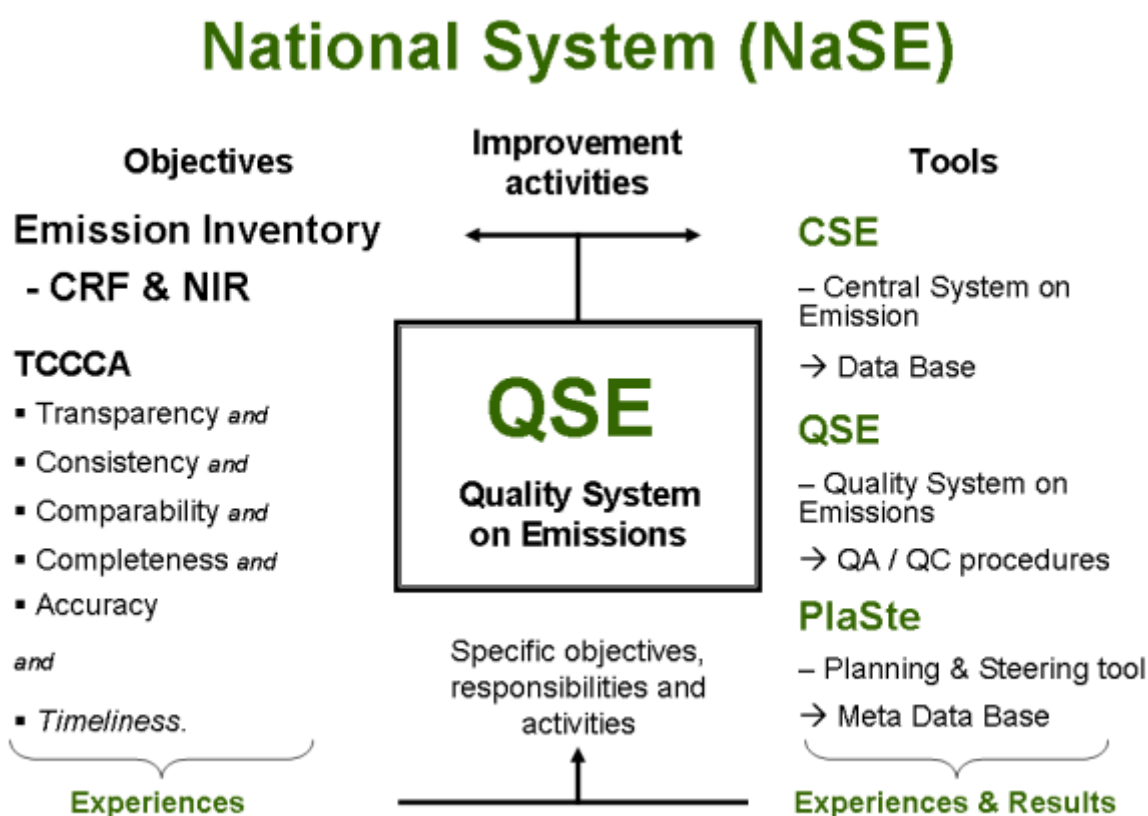 National System (NaSE)
Objectives
Emission Inventory
- CRF & NIR
TCCCA
▪ Transparency and
▪ Consistency and
▪ Comparability and
▪ Completeness and
▪ Accuracy
and
▪ Timeliness.
Experiences
Improvement
activities
QSE
Quality System
on Emissions
Specific objectives,
responsibilities and
activities
Tools
CSE
– Central System on
Emission
→ Data Base
QSE
– Quality System on
Emissions
→ QA / QC procedures
PlaSte
– Planning & Steering tool
→ Meta Data Base
Experiences & Results